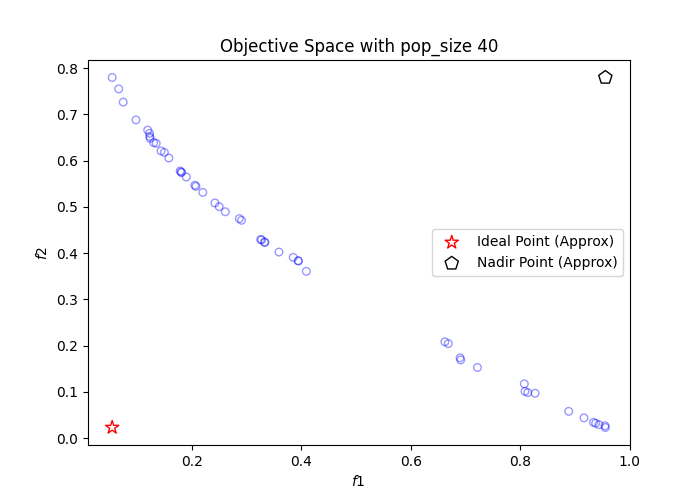 Objective Space with pop_size 40
0.8
0.7
0.6
0.5
0.4
0.3
0.2
0.1
0.0
f2
Ideal Point (Approx)
Nadir Point (Approx)
0.2 0.4 0.6 0.8 1.0
f1